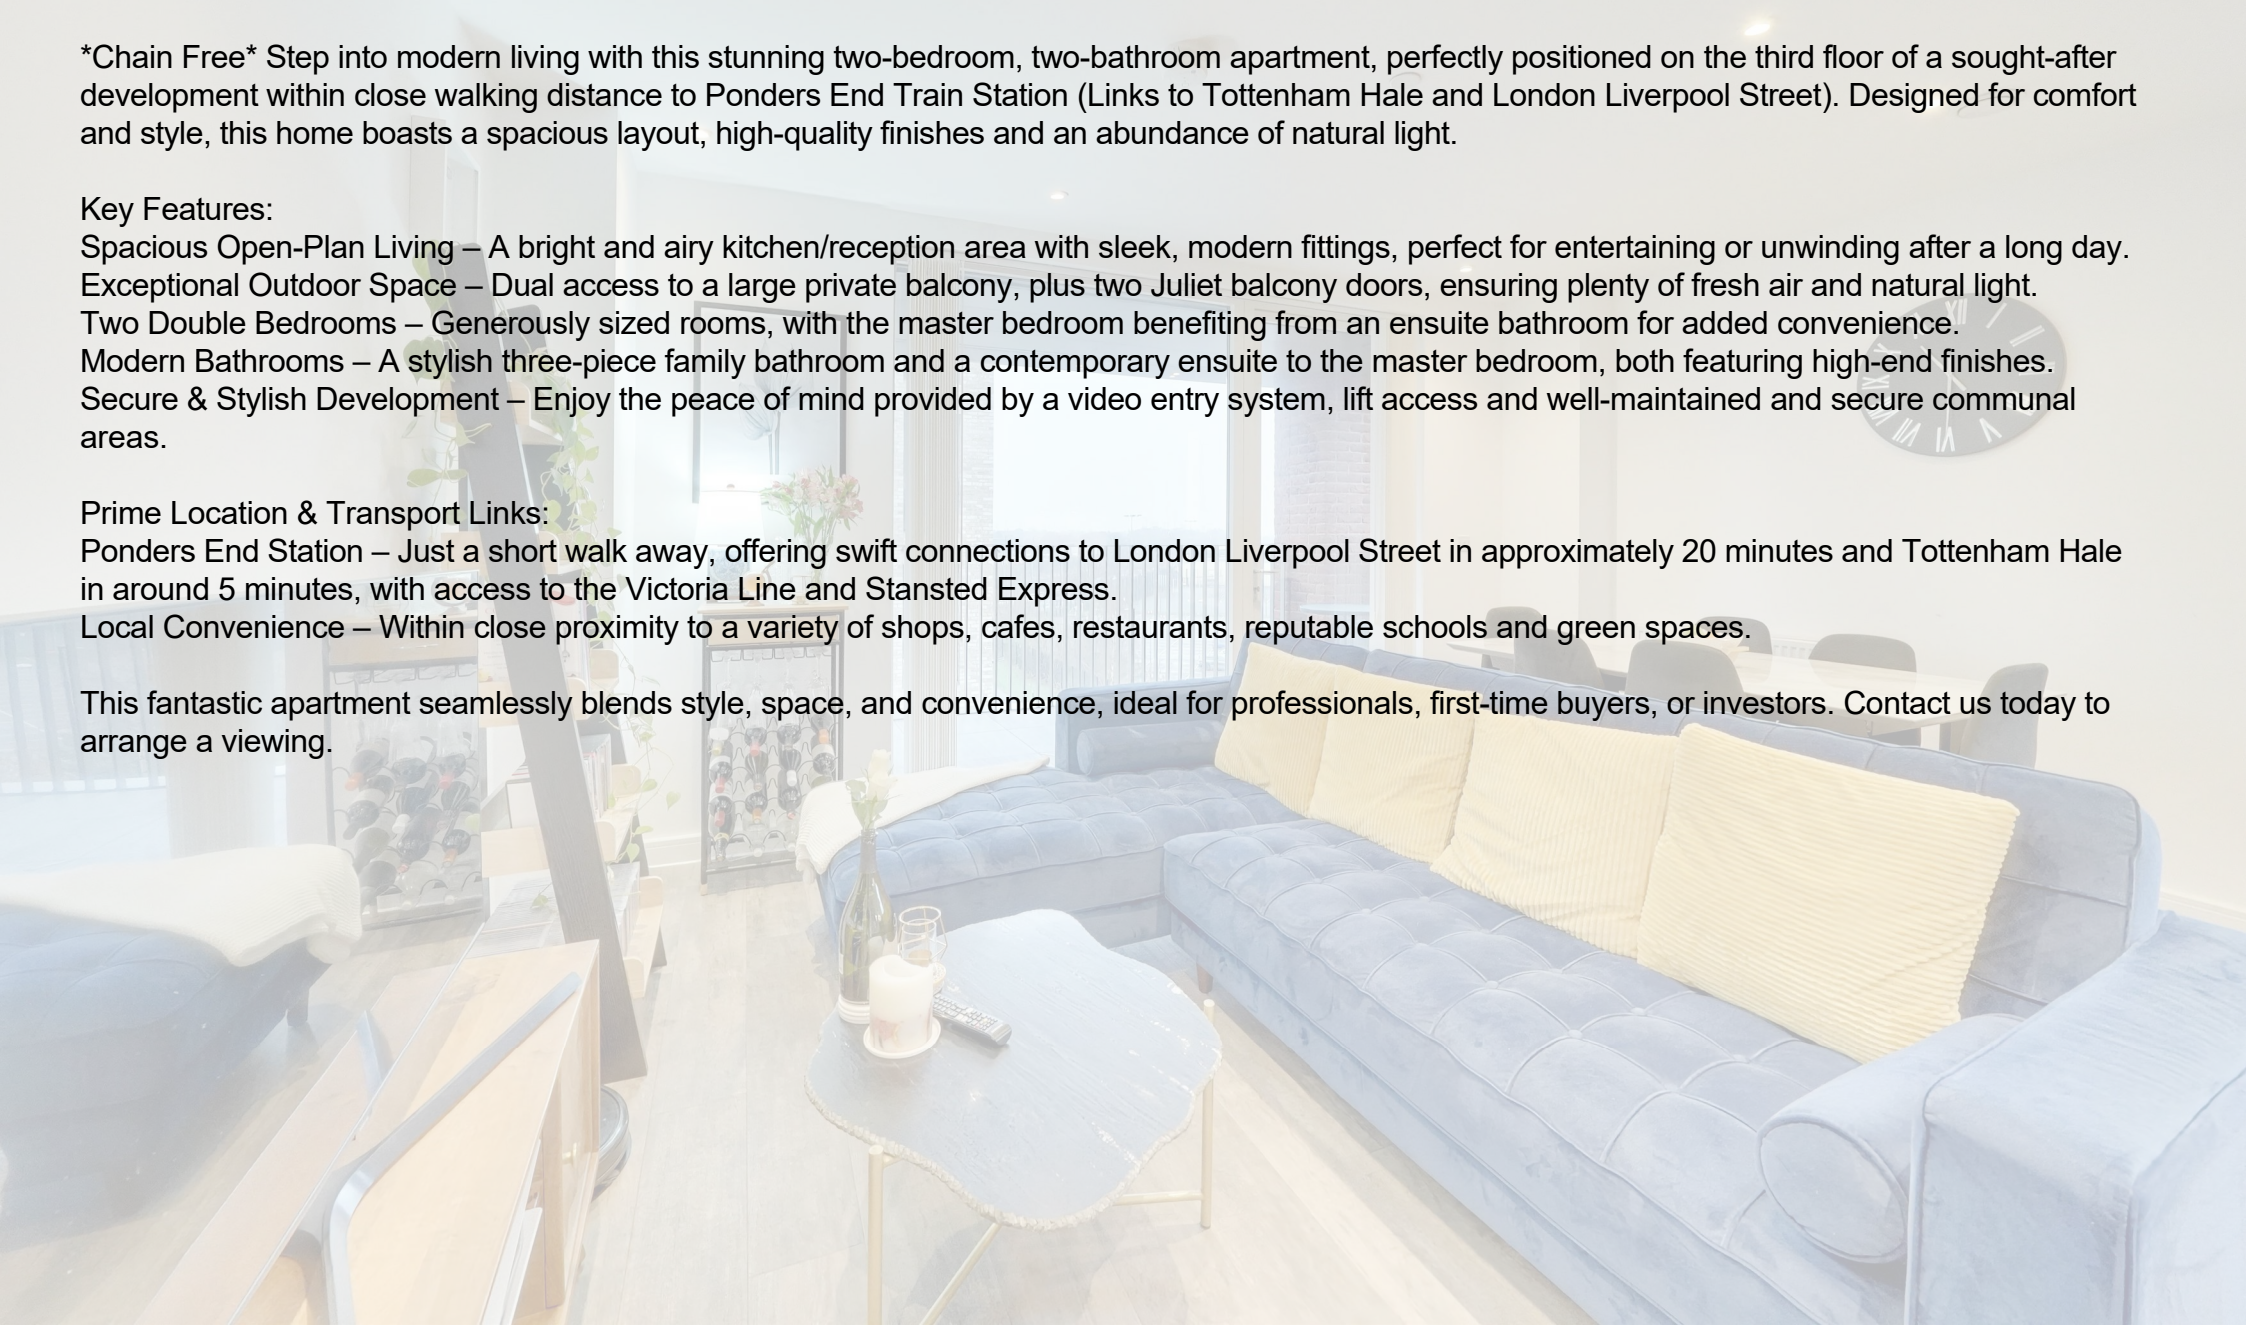 *Chain Free* Step into modern living with this stunning two-bedroom, two-bathroom apartment, perfectly positioned on the third floor of a sought-after
development within close walking distance to Ponders End Train Station (Links to Tottenham Hale and London Liverpool Street). Designed for comfort
and style, this home boasts a spacious layout, high-quality finishes and an abundance of natural light.
Key Features:
Spacious Open-Plan Living – A bright and airy kitchen/reception area with sleek, modern fittings, perfect for entertaining or unwinding after a long day.
Exceptional Outdoor Space – Dual access to a large private balcony, plus two Juliet balcony doors, ensuring plenty of fresh air and natural light.
Two Double Bedrooms – Generously sized rooms, with the master bedroom benefiting from an ensuite bathroom for added convenience.
Modern Bathrooms – A stylish three-piece family bathroom and a contemporary ensuite to the master bedroom, both featuring high-end finishes.
Secure & Stylish Development – Enjoy the peace of mind provided by a video entry system, lift access and well-maintained and secure communal
areas.
Prime Location & Transport Links:
Ponders End Station – Just a short walk away, offering swift connections to London Liverpool Street in approximately 20 minutes and Tottenham Hale
in around 5 minutes, with access to the Victoria Line and Stansted Express.
Local Convenience – Within close proximity to a variety of shops, cafes, restaurants, reputable schools and green spaces.
This fantastic apartment seamlessly blends style, space, and convenience, ideal for professionals, first-time buyers, or investors. Contact us today to
arrange a viewing.